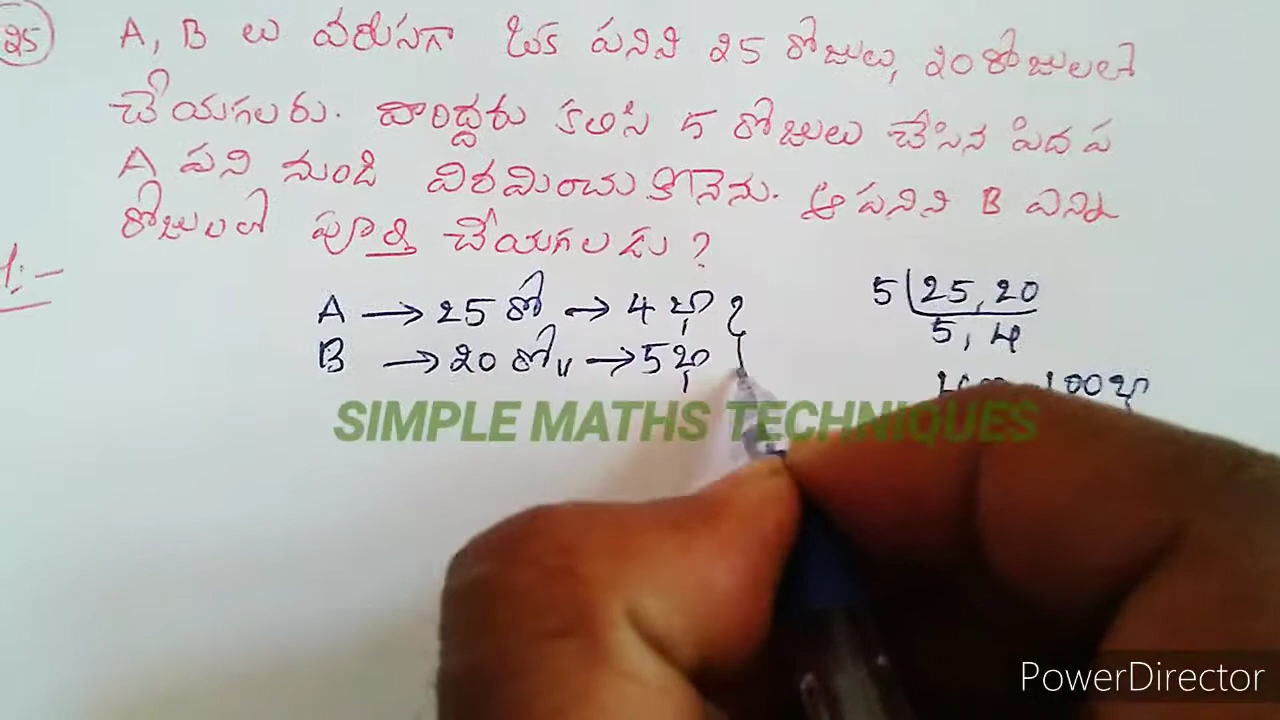 25 A, B లు వరుసగా ఒక పనిని 25 రోజులు, 20 రోజులలో
చేయగలరు. వారిద్దరు కలిసి 5 రోజులు చేసిన పిదప
A పని నుండి విరమించుకొనెను. ఆ పనిని B ఎన్ని
రోజులలో పూర్తి చేయగలడు?
:-
A → 25 రో → 4 భా
B → 20 రో॥ → 5 భా
5 25, 20
5, 4
100 భా
SIMPLE MATHS TECHNIQUES
PowerDirector